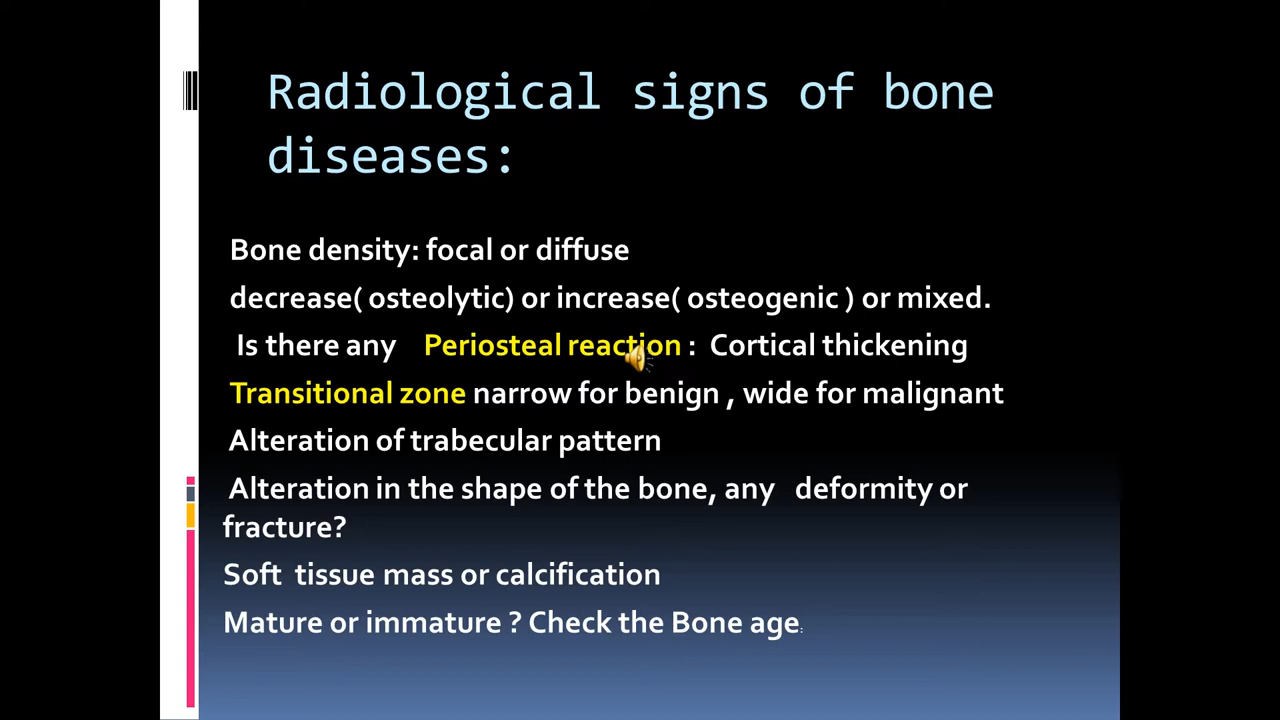 Radiological signs of bone
diseases:
Bone density: focal or diffuse
decrease( osteolytic) or increase( osteogenic ) or mixed.
Is there any Periosteal reaction : Cortical thickening
Transitional zone narrow for benign , wide for malignant
Alteration of trabecular pattern
Alteration in the shape of the bone, any deformity or
fracture?
Soft tissue mass or calcification
Mature or immature ? Check the Bone age: